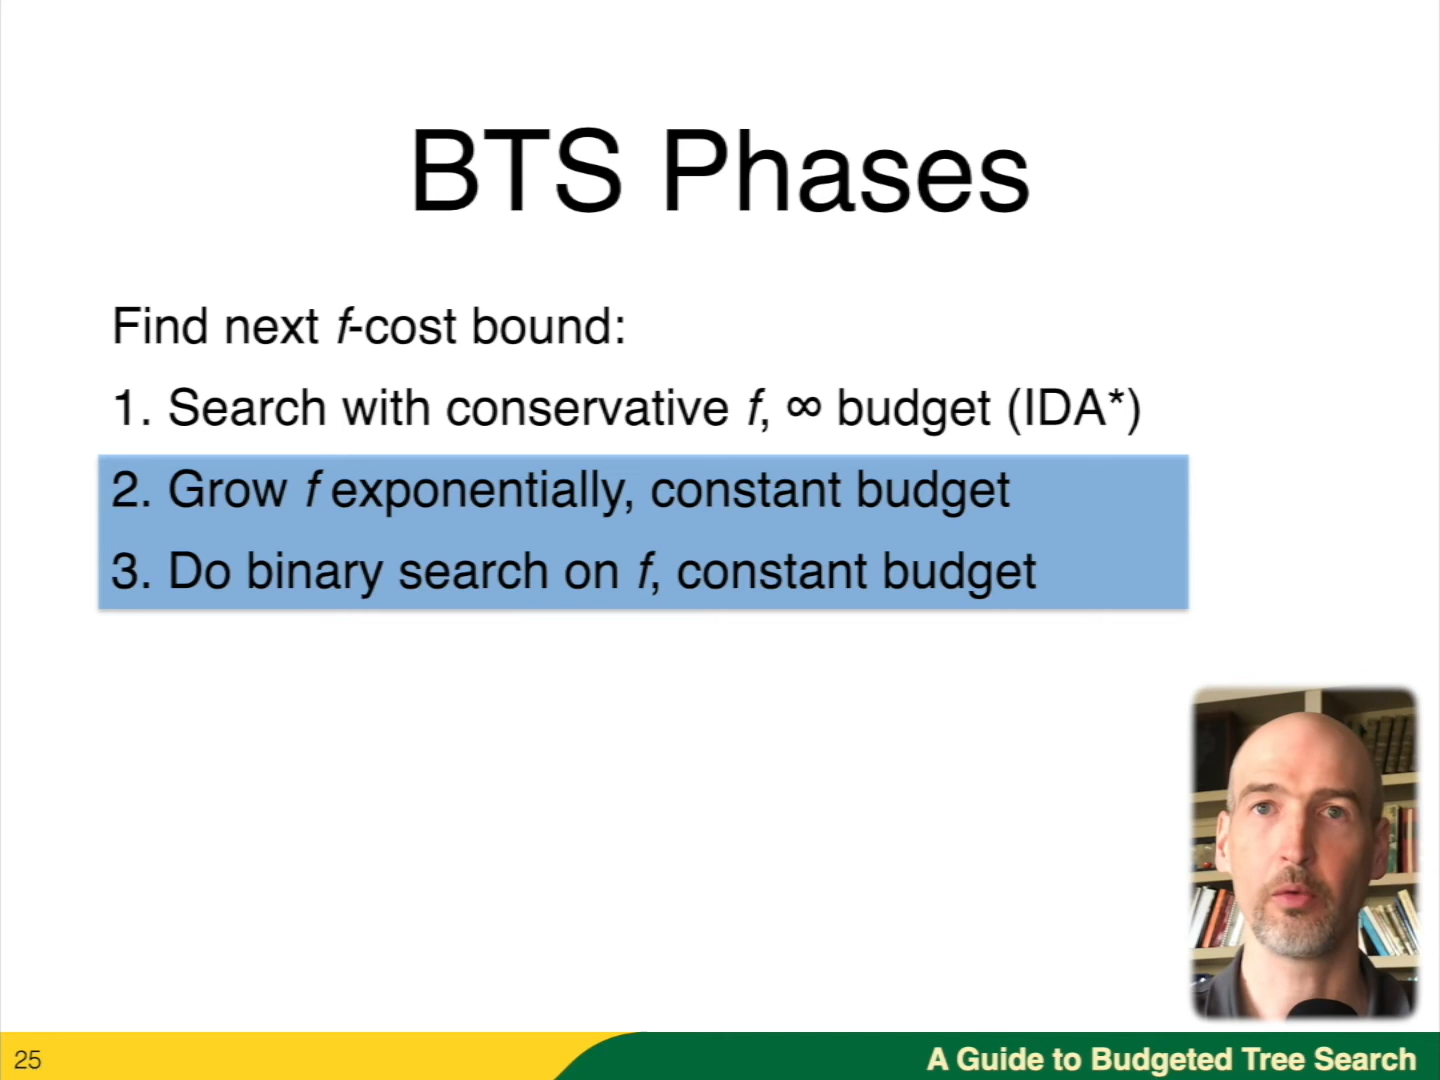 BTS Phases
Find next f-cost bound:
1. Search with conservative f, ∞ budget (IDA*)
2. Grow f exponentially, constant budget
3. Do binary search on f, constant budget
25
A Guide to Budgeted Tree Search